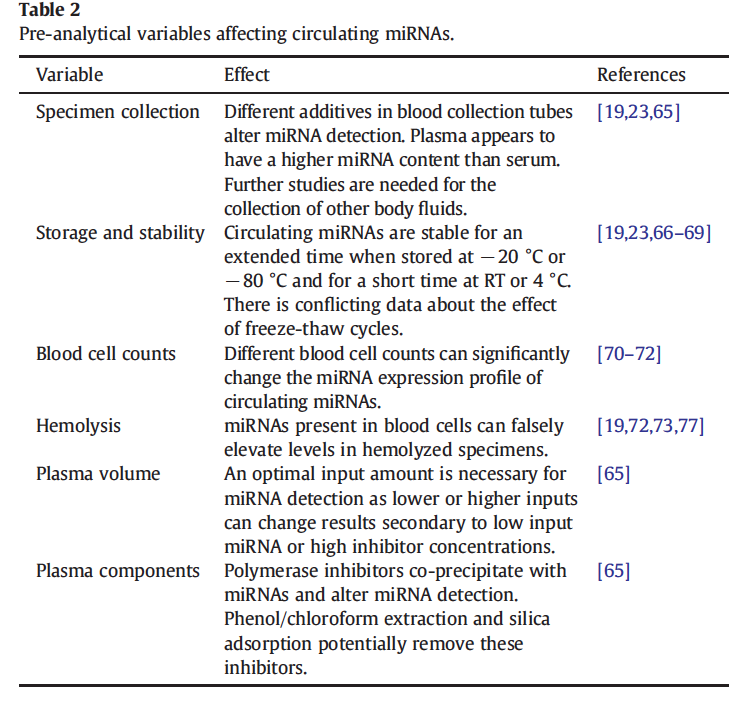 Table 2
Pre-analytical variables affecting circulating miRNAs.
Variable Effect References
Specimen collection Different additives in blood collection tubes [19,23,65]
alter miRNA detection. Plasma appears to
have a higher miRNA content than serum.
Further studies are needed for the
collection of other body fluids.
Storage and stability Circulating miRNAs are stable for an [19,23,66–69]
extended time when stored at −20 °C or
−80 °C and for a short time at RT or 4 °C.
There is conflicting data about the effect
of freeze-thaw cycles.
Blood cell counts Different blood cell counts can significantly [70–72]
change the miRNA expression profile of
circulating miRNAs.
Hemolysis miRNAs present in blood cells can falsely [19,72,73,77]
elevate levels in hemolyzed specimens.
Plasma volume An optimal input amount is necessary for [65]
miRNA detection as lower or higher inputs
can change results secondary to low input
miRNA or high inhibitor concentrations.
Plasma components Polymerase inhibitors co-precipitate with [65]
miRNAs and alter miRNA detection.
Phenol/chloroform extraction and silica
adsorption potentially remove these
inhibitors.